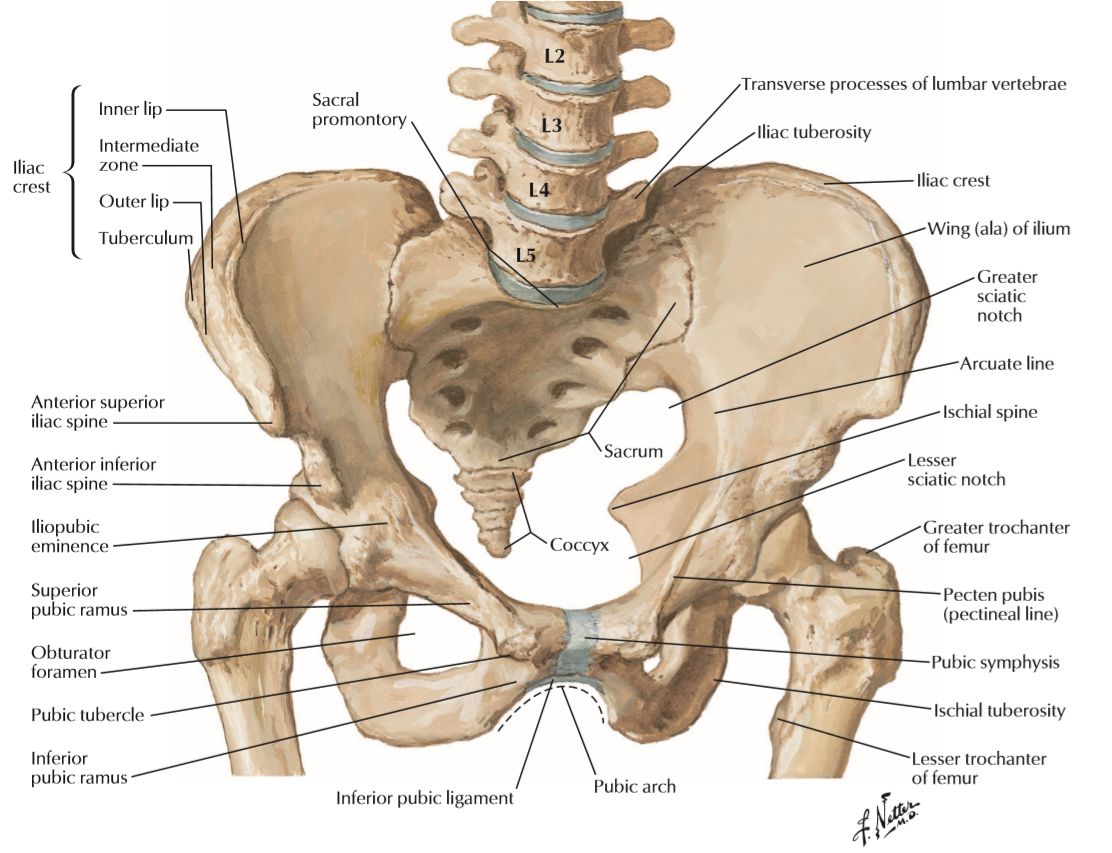 L2
L3
L4
L5
Iliac
crest
Inner lip
Intermediate
zone
Outer lip
Tuberculum
Sacral
promontory
Anterior superior
iliac spine
Anterior inferior
iliac spine
Iliopubic
eminence
Superior
pubic ramus
Obturator
foramen
Pubic tubercle
Inferior
pubic ramus
Inferior pubic ligament
Pubic arch
Sacrum
Coccyx
Transverse processes of lumbar vertebrae
Iliac tuberosity
Iliac crest
Wing (ala) of ilium
Greater
sciatic
notch
Arcuate line
Ischial spine
Lesser
sciatic notch
Greater trochanter
of femur
Pecten pubis
(pectineal line)
Pubic symphysis
Ischial tuberosity
Lesser trochanter
of femur
F. Netter
M.D.